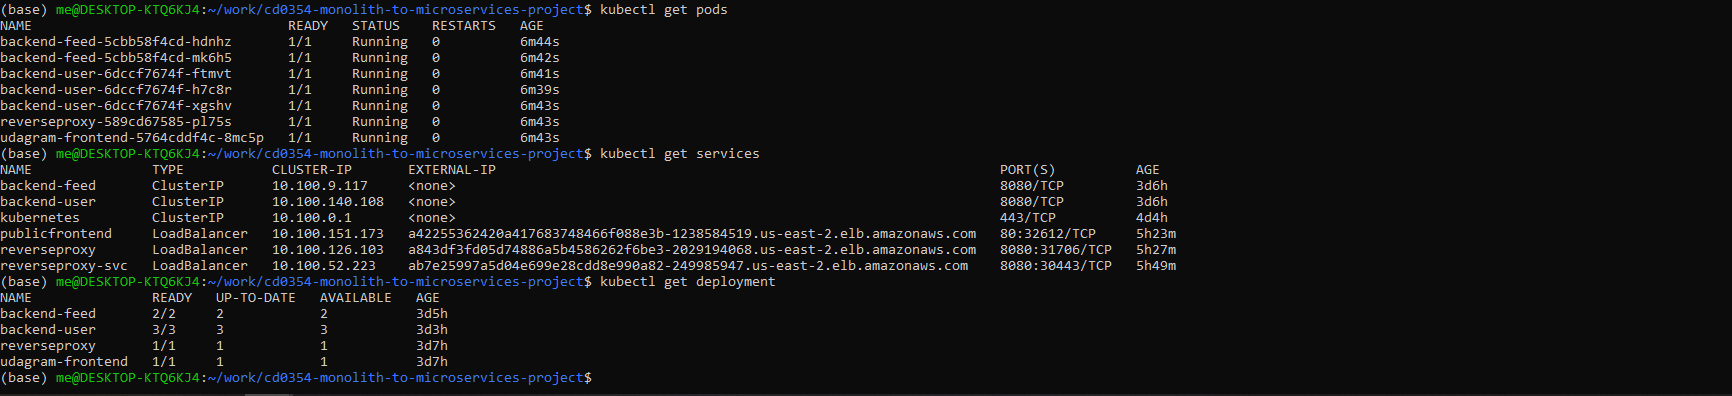 (base) me@DESKTOP-KTQ6KJ4:~/work/cd0354-monolith-to-microservices-project$ kubectl get pods
NAME                                READY   STATUS    RESTARTS   AGE
backend-feed-5cbb58f4cd-hdnhz       1/1     Running   0          6m44s
backend-feed-5cbb58f4cd-mk6h5       1/1     Running   0          6m42s
backend-user-6dccf7674f-ftmvt       1/1     Running   0          6m41s
backend-user-6dccf7674f-h7c8r       1/1     Running   0          6m39s
backend-user-6dccf7674f-xgshv       1/1     Running   0          6m43s
reverseproxy-589cd67585-pl75s       1/1     Running   0          6m43s
udagram-frontend-5764cddf4c-8mc5p   1/1     Running   0          6m43s
(base) me@DESKTOP-KTQ6KJ4:~/work/cd0354-monolith-to-microservices-project$ kubectl get services
NAME               TYPE           CLUSTER-IP       EXTERNAL-IP                                                               PORT(S)          AGE
backend-feed       ClusterIP      10.100.9.117     <none>                                                                    8080/TCP         3d6h
backend-user       ClusterIP      10.100.140.108   <none>                                                                    8080/TCP         3d6h
kubernetes         ClusterIP      10.100.0.1       <none>                                                                    443/TCP          4d4h
publicfrontend     LoadBalancer   10.100.151.173   a42255362420a417683748466f088e3b-1238584519.us-east-2.elb.amazonaws.com   80:32612/TCP     5h23m
reverseproxy       LoadBalancer   10.100.126.103   a843df3fd05d74886a5b4586262f6be3-2029194068.us-east-2.elb.amazonaws.com   8080:31706/TCP   5h27m
reverseproxy-svc   LoadBalancer   10.100.52.223    ab7e25997a5d04e699e28cdd8e990a82-249985947.us-east-2.elb.amazonaws.com    8080:30443/TCP   5h49m
(base) me@DESKTOP-KTQ6KJ4:~/work/cd0354-monolith-to-microservices-project$ kubectl get deployment
NAME               READY   UP-TO-DATE   AVAILABLE   AGE
backend-feed       2/2     2            2           3d5h
backend-user       3/3     3            3           3d3h
reverseproxy       1/1     1            1           3d7h
udagram-frontend   1/1     1            1           3d7h
(base) me@DESKTOP-KTQ6KJ4:~/work/cd0354-monolith-to-microservices-project$